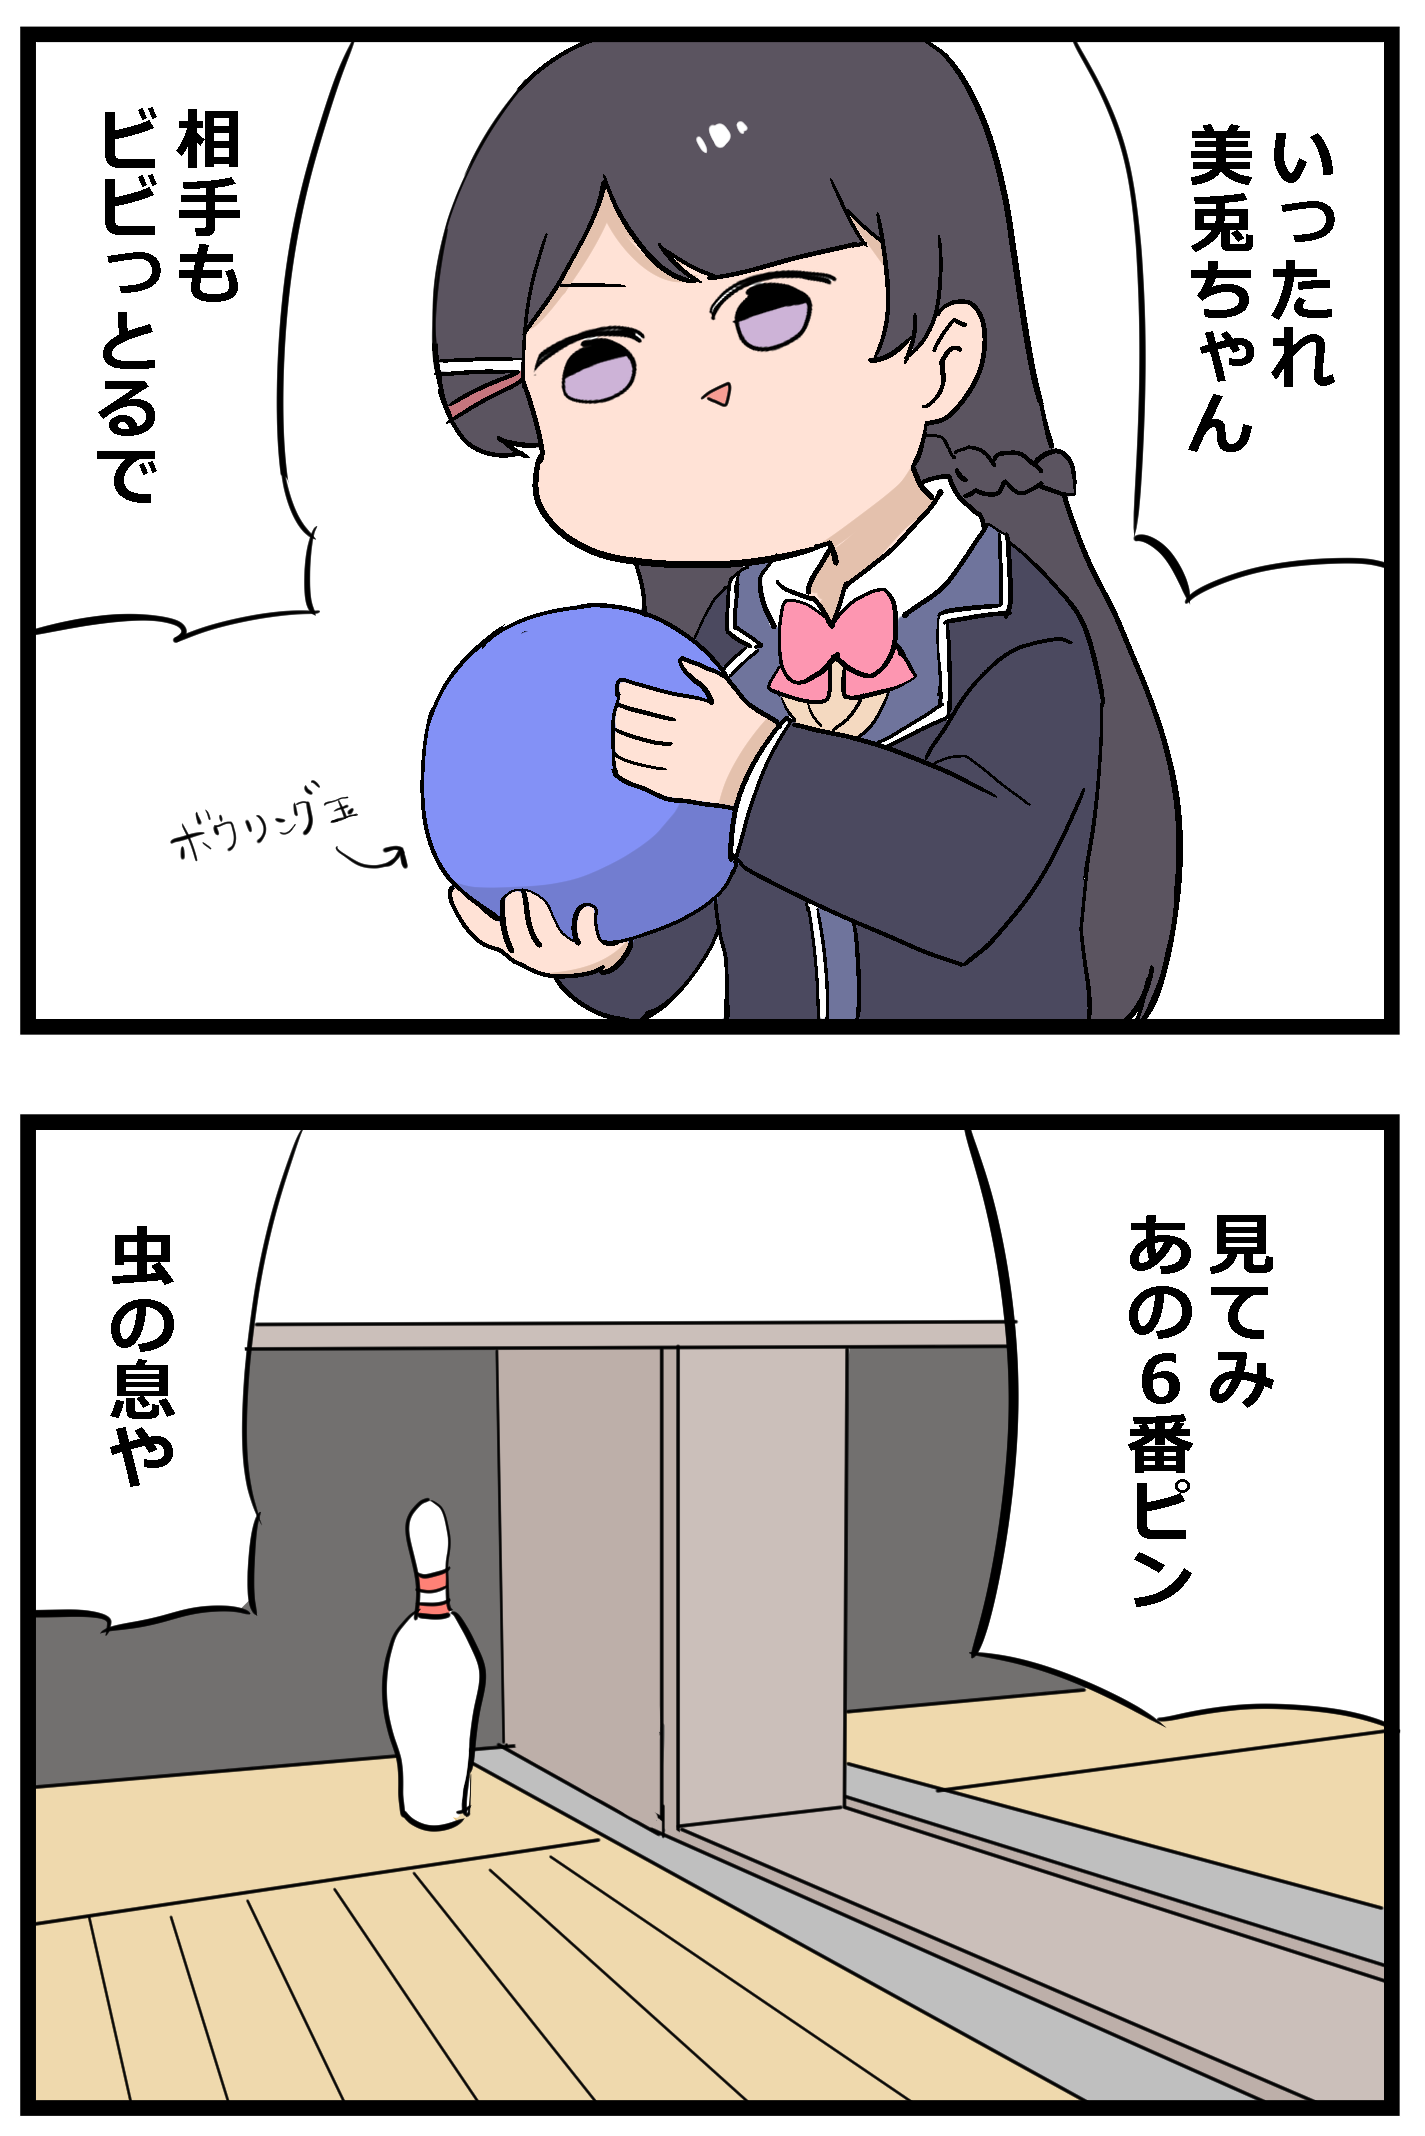 いったれ
美兎ちゃん
相手も
ビビっとるで
ボウリング玉
見てみ
あの6番ピン
虫の息や